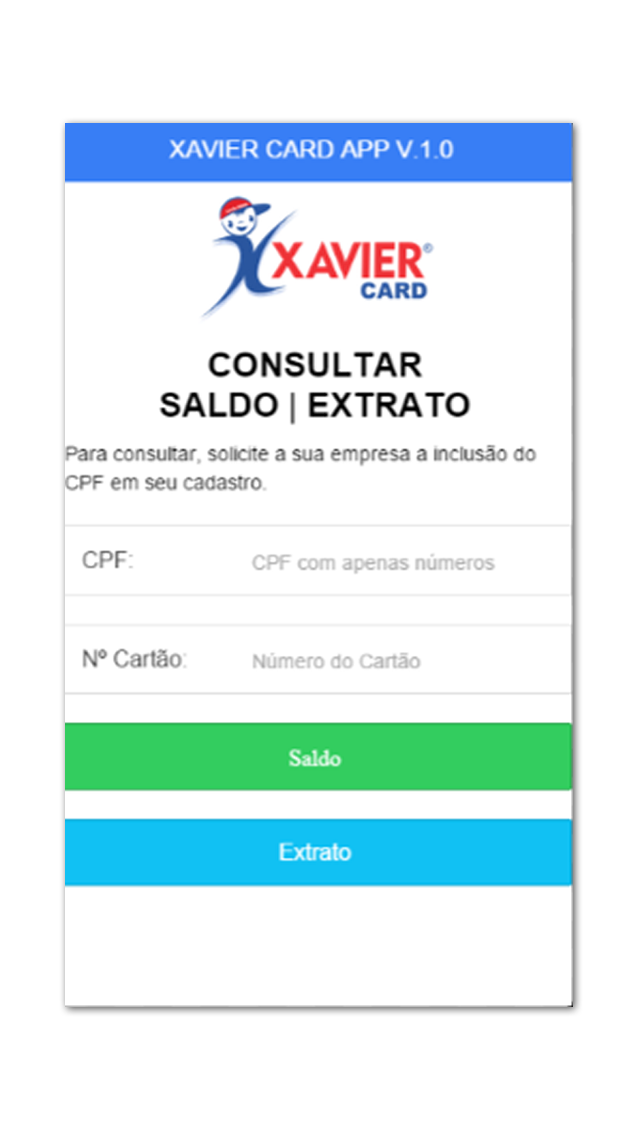 XAVIER CARD APP V.1.0
XAVIER®
CARD
CONSULTAR
SALDO | EXTRATO
Para consultar, solicite a sua empresa a inclusão do
CPF em seu cadastro.
CPF: CPF com apenas números
Nº Cartão: Número do Cartão
Saldo
Extrato